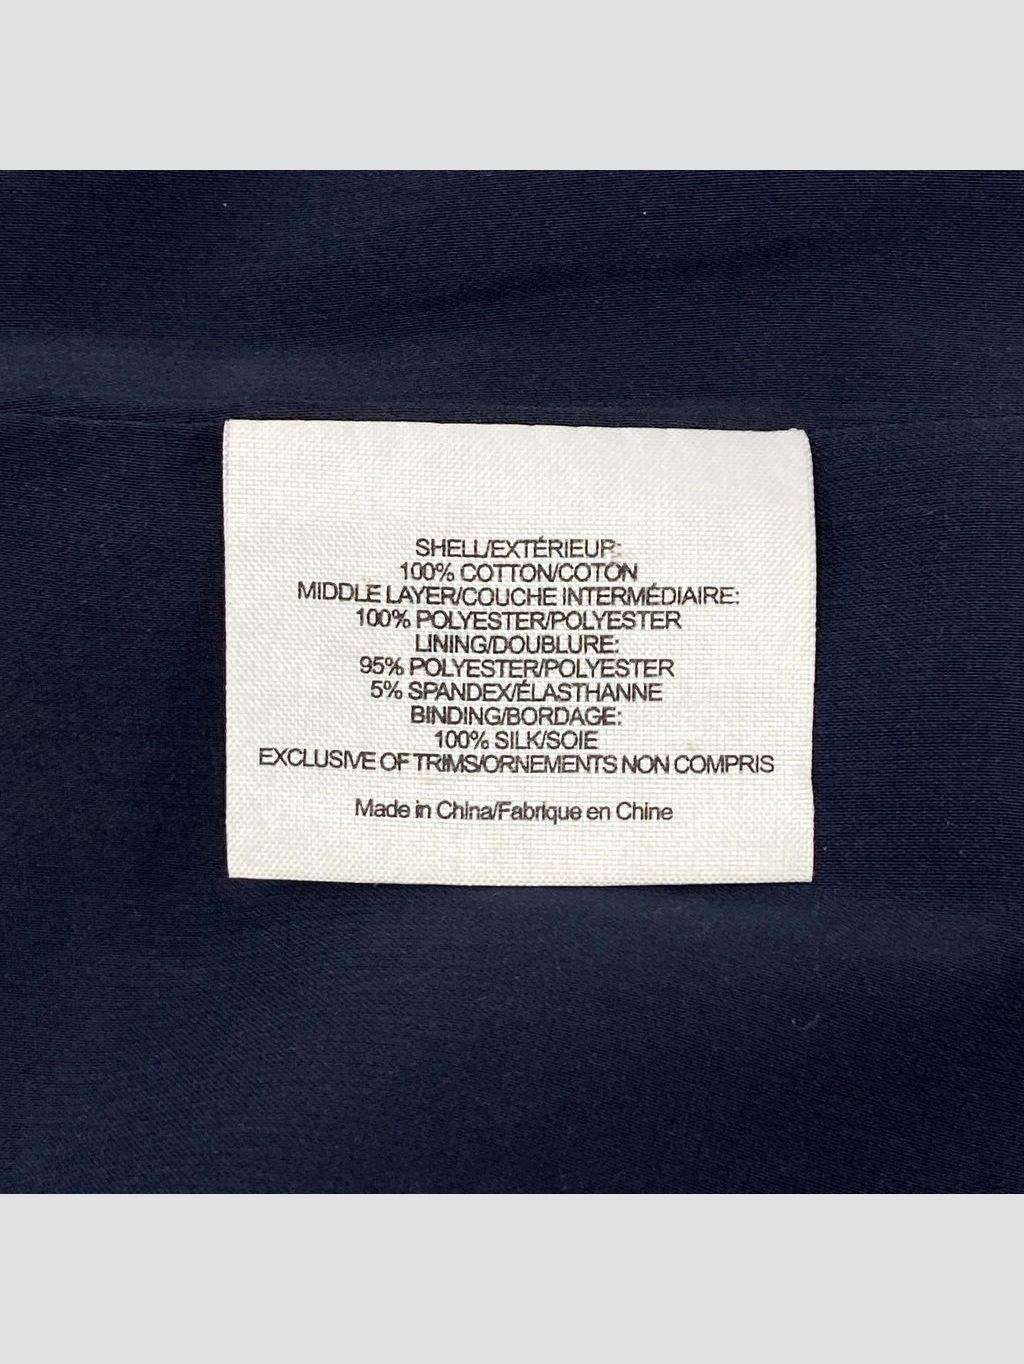 SHELL/EXTÉRIEUR:
100% COTTON/COTON
MIDDLE LAYER/COUCHE INTERMÉDIAIRE:
100% POLYESTER/POLYESTER
LINING/DOUBLURE:
95% POLYESTER/POLYESTER
5% SPANDEX/ÉLASTHANNE
BINDING/BORDAGE:
100% SILK/SOIE
EXCLUSIVE OF TRIMS/ORNEMENTS NON COMPRIS
Made in China/Fabrique en Chine